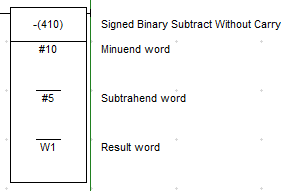 -(410) Signed Binary Subtract Without Carry
#10 Minuend word
#5 Subtrahend word
W1 Result word